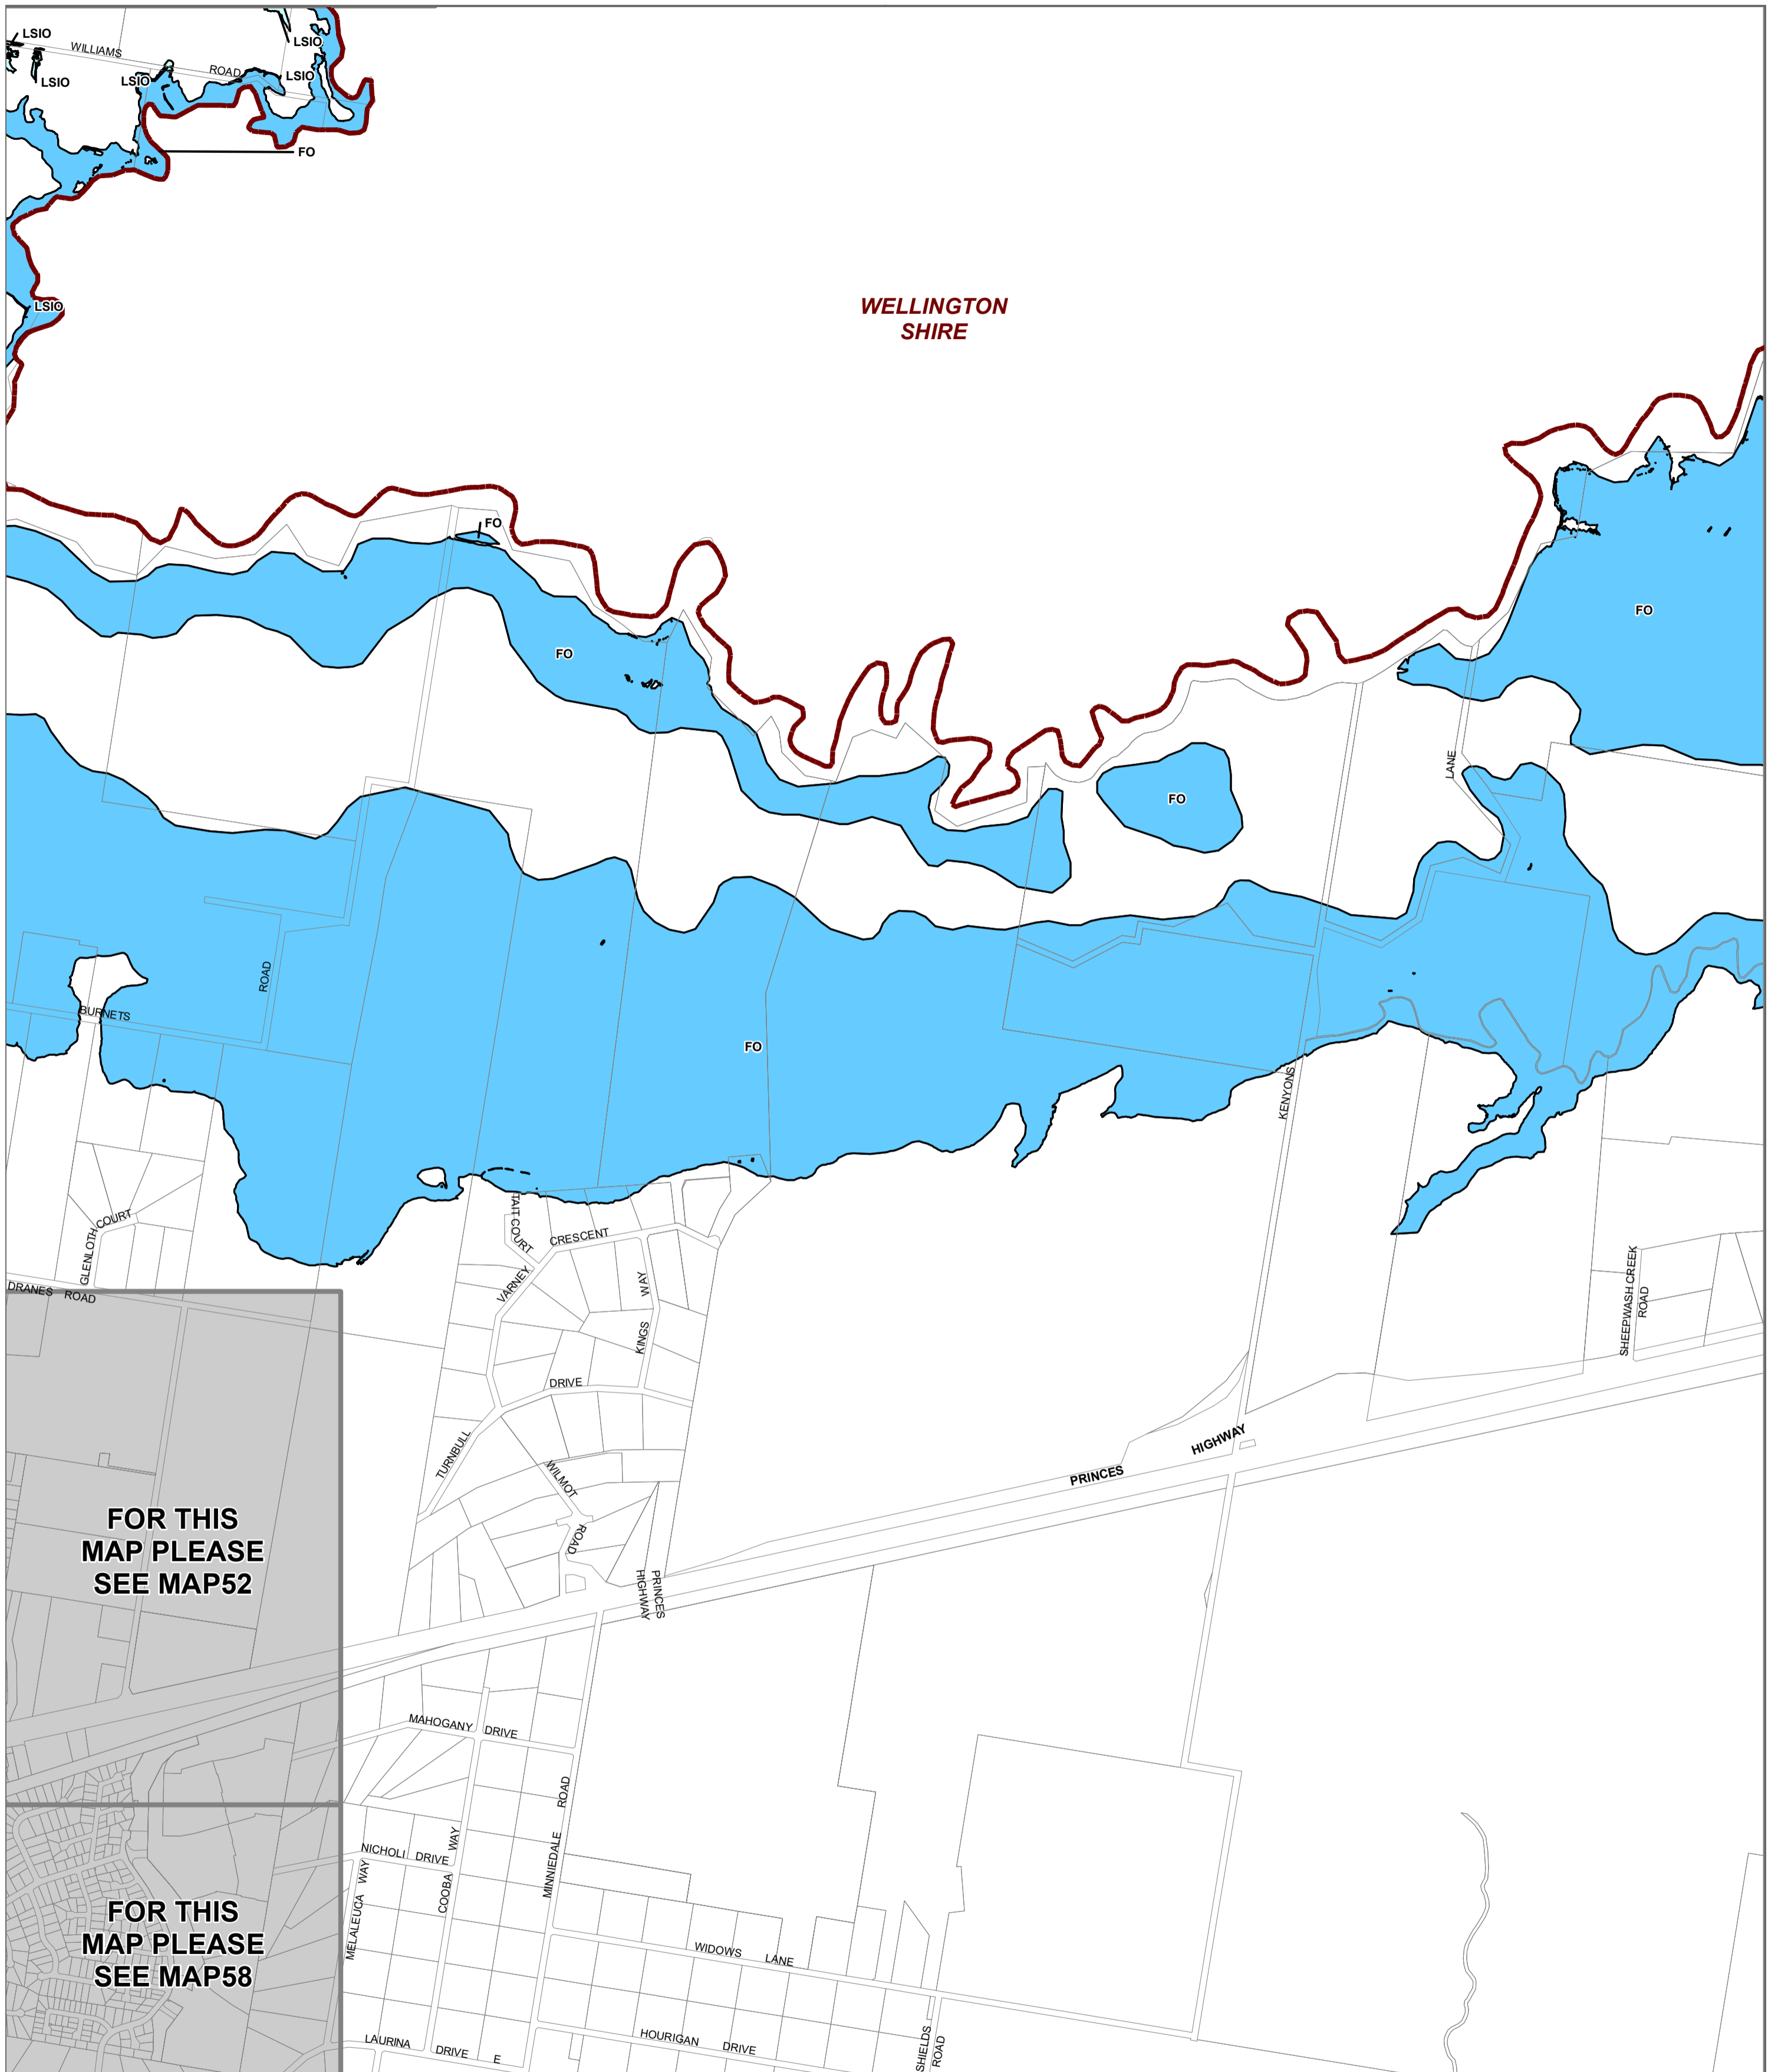 LSIO
WILLIAMS
ROAD
LSIO
LSIO
LSIO
LSIO
FO
LSIO
WELLINGTON
SHIRE
FO
FO
FO
FO
LANE
ROAD
BURNETS
FO
KENYONS
GLENLOTH
COURT
DRANES ROAD
TAIT COURT
CRESCENT
VARNEY
WAY
KINGS
DRIVE
TURNBULL
WILMOT
ROAD
SHEEPWASH CREEK
ROAD
PRINCES
HIGHWAY
PRINCES
HIGHWAY
FOR THIS
MAP PLEASE
SEE MAP52
MAHOGANY DRIVE
MINNIEDALE ROAD
NICHOLI DRIVE
COOBA WAY
MELALEUCA WAY
FOR THIS
MAP PLEASE
SEE MAP58
WIDOWS LANE
HOURIGAN DRIVE
SHIELDS
ROAD
LAURINA DRIVE E